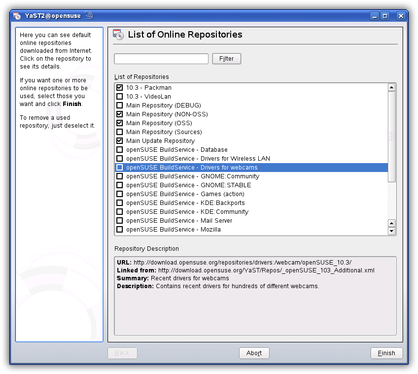 YaST2@opensuse
Here you can see default
online repositories
downloaded from Internet.
Click on the repository to
see its details.
If you want one or more
online repositories to be
used, select those you
want and click Finish.
To remove a used
repository, just deselect it.
List of Online Repositories
Filter
List of Repositories
10.3 - Packman
10.3 - VideoLan
Main Repository (DEBUG)
Main Repository (NON-OSS)
Main Repository (OSS)
Main Repository (Sources)
Main Update Repository
openSUSE BuildService - Database
openSUSE BuildService - Drivers for Wireless LAN
openSUSE BuildService - Drivers for webcams
openSUSE BuildService - GNOME:Community
openSUSE BuildService - GNOME:STABLE
openSUSE BuildService - Games (action)
openSUSE BuildService - KDE:Backports
openSUSE BuildService - KDE:Community
openSUSE BuildService - Mail Server
openSUSE BuildService - Mozilla
Repository Description
URL: http://download.opensuse.org/repositories/drivers:/webcam/openSUSE_10.3/
Linked from: http://download.opensuse.org/YaST/Repos/_openSUSE_103_Additional.xml
Summary: Recent drivers for webcams
Description: Contains recent drivers for hundreds of different webcams.
Back
Abort
Finish